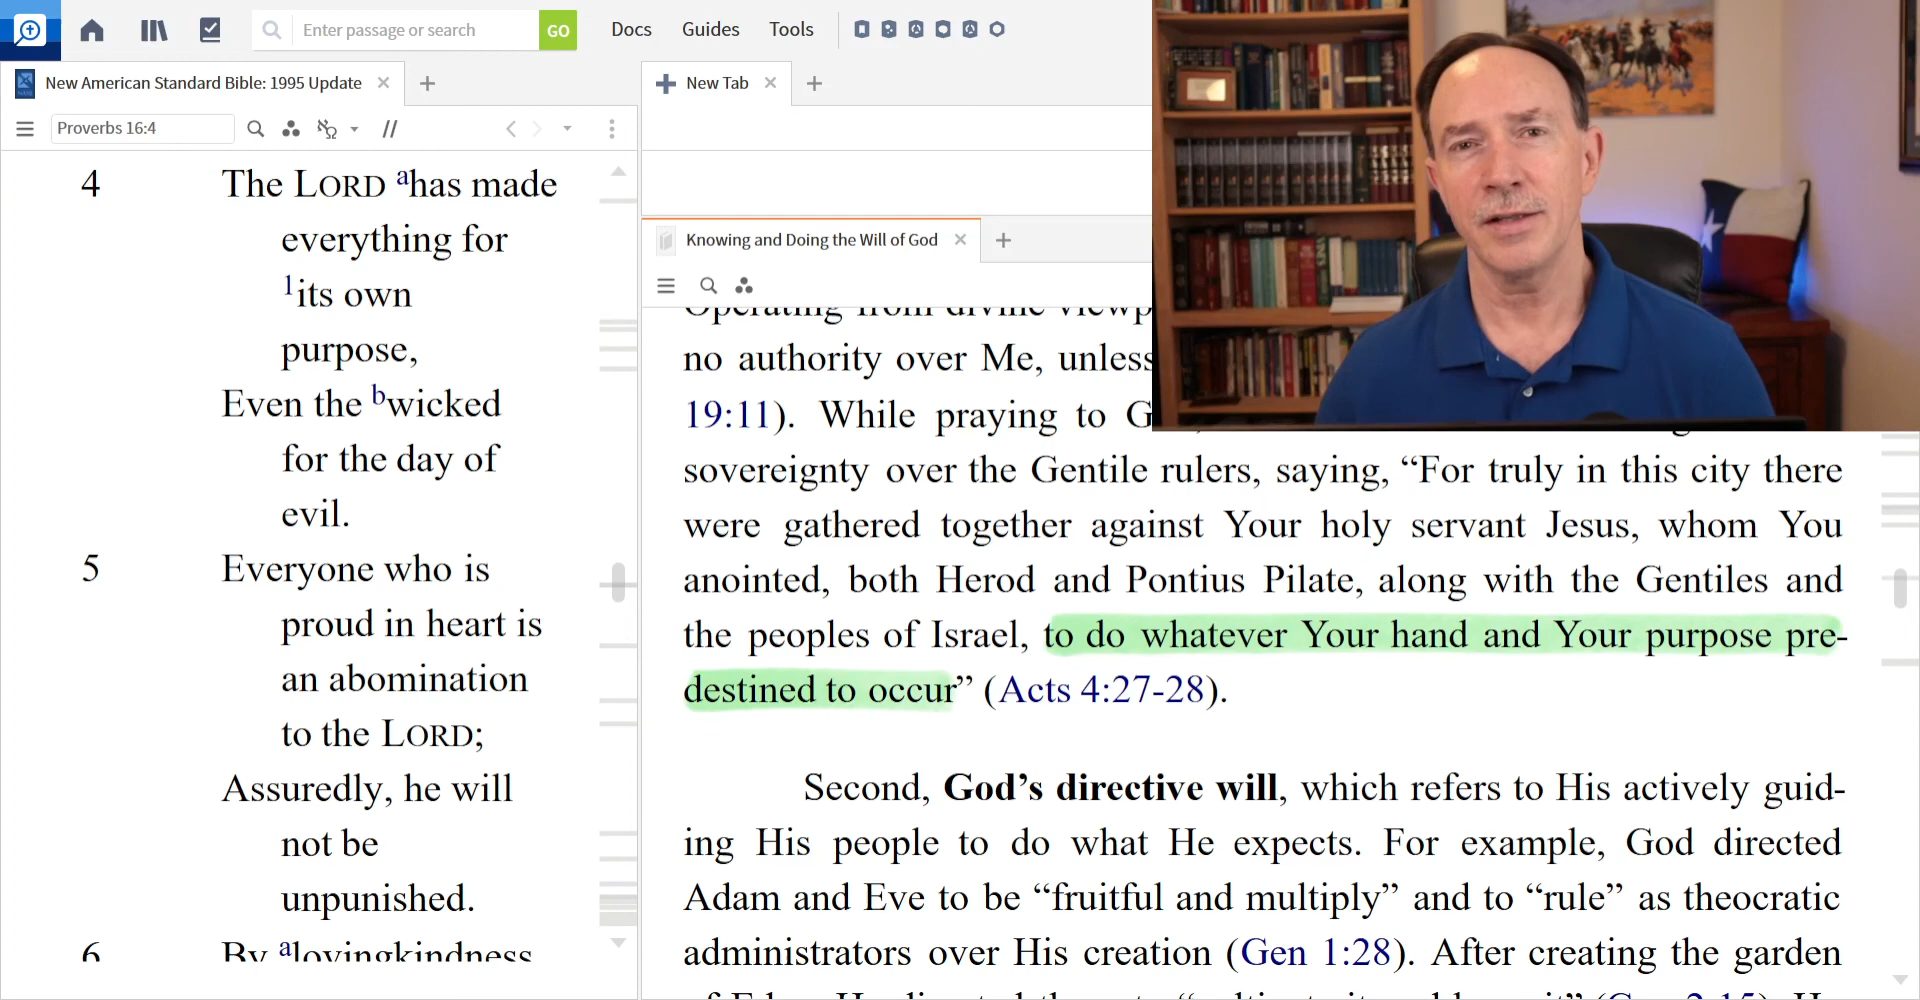 Enter passage or search
GO
Docs
Guides
Tools
New American Standard Bible: 1995 Update
New Tab
Proverbs 16:4
4 The LORD ahas made
everything for
1its own
purpose,
Even the bwicked
for the day of
evil.
5 Everyone who is
proud in heart is
an abomination
to the LORD;
Assuredly, he will
not be
unpunished.
6 By alovingkindness
Knowing and Doing the Will of God
Operating from divine viewp
no authority over Me, unless
19:11). While praying to G
sovereignty over the Gentile rulers, saying, “For truly in this city there
were gathered together against Your holy servant Jesus, whom You
anointed, both Herod and Pontius Pilate, along with the Gentiles and
the peoples of Israel, to do whatever Your hand and Your purpose pre-
destined to occur” (Acts 4:27-28).
Second, God’s directive will, which refers to His actively guid-
ing His people to do what He expects. For example, God directed
Adam and Eve to be “fruitful and multiply” and to “rule” as theocratic
administrators over His creation (Gen 1:28). After creating the garden